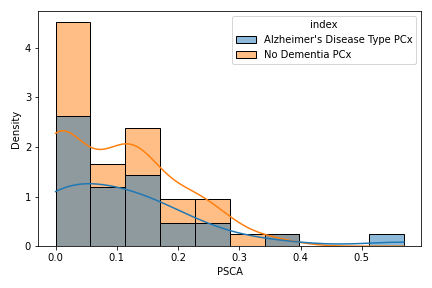 index
Alzheimer's Disease Type PCx
No Dementia PCx
Density
4
3
2
1
0
0.0 0.1 0.2 0.3 0.4 0.5
PSCA